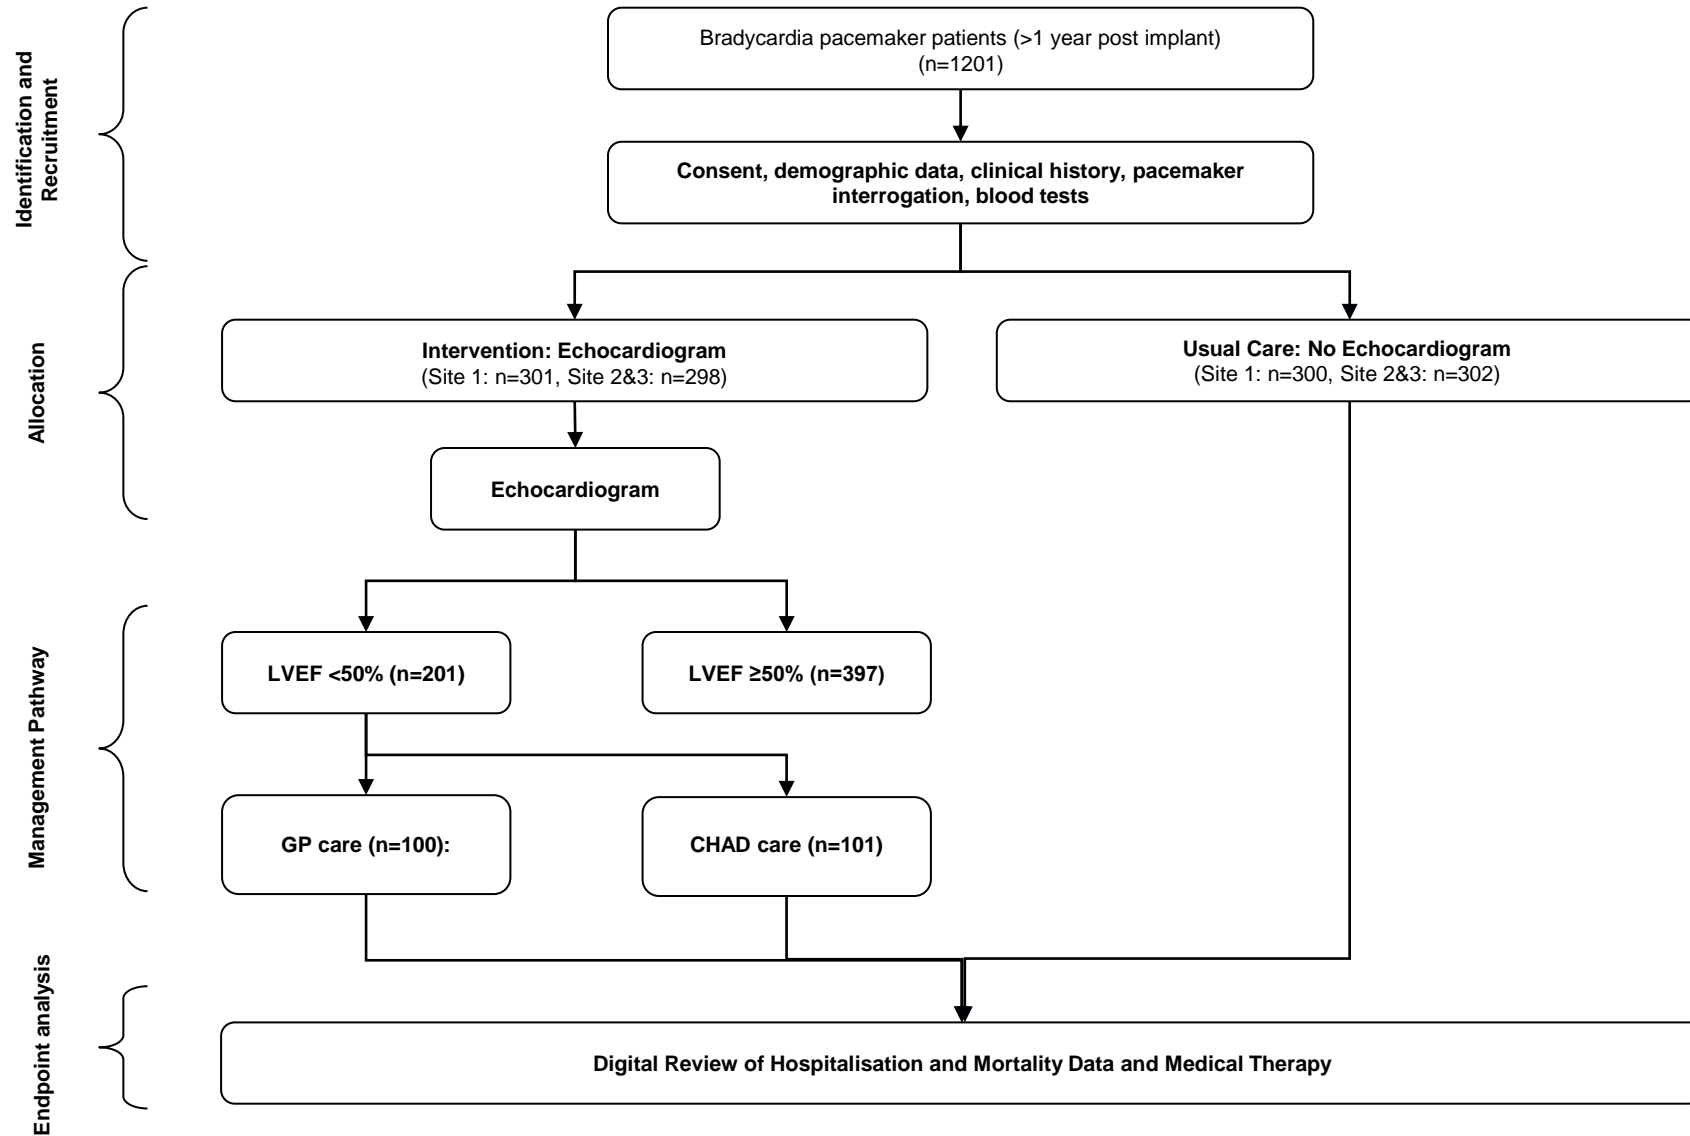 Identification and
Recruitment
Bradycardia pacemaker patients (>1 year post implant)
(n=1201)
Consent, demographic data, clinical history, pacemaker
interrogation, blood tests
Allocation
Intervention: Echocardiogram
(Site 1: n=301, Site 2&3: n=298)
Usual Care: No Echocardiogram
(Site 1: n=300, Site 2&3: n=302)
Echocardiogram
Management Pathway
LVEF <50% (n=201)
LVEF ≥50% (n=397)
GP care (n=100):
CHAD care (n=101)
Endpoint analysis
Digital Review of Hospitalisation and Mortality Data and Medical Therapy